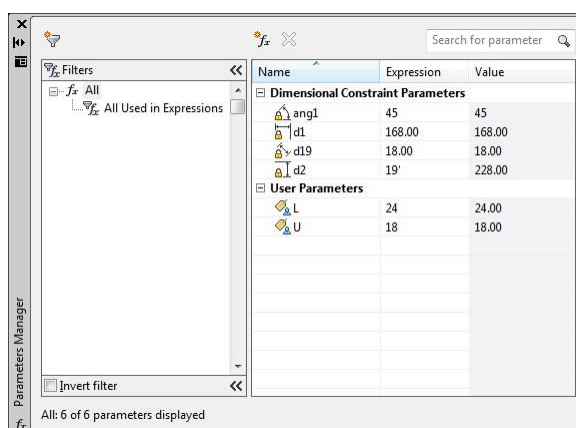 Search for parameter
Filters
All
All Used in Expressions
Name Expression Value
Dimensional Constraint Parameters
ang1 45 45
d1 168.00 168.00
d19 18.00 18.00
d2 19' 228.00
User Parameters
L 24 24.00
U 18 18.00
Invert filter
All: 6 of 6 parameters displayed
Parameters Manager